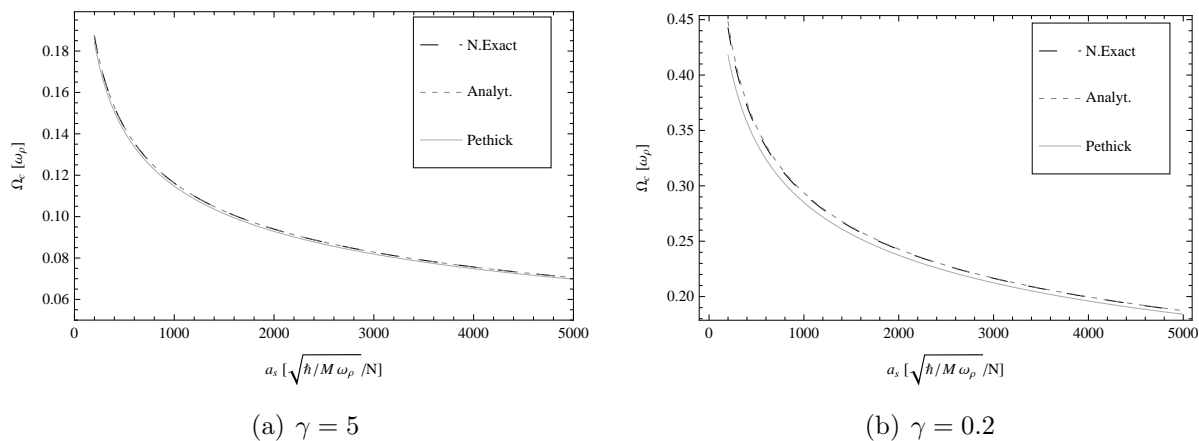 0.18
0.16
0.14
0.12
0.10
0.08
0.06
Ω_c [ω_ρ]
N.Exact
Analyt.
Pethick
0 1000 2000 3000 4000 5000
a_s [√ħ/M ω_ρ /N]
(a) γ = 5
0.45
0.40
0.35
0.30
0.25
0.20
Ω_c [ω_ρ]
N.Exact
Analyt.
Pethick
0 1000 2000 3000 4000 5000
a_s [√ħ/M ω_ρ /N]
(b) γ = 0.2